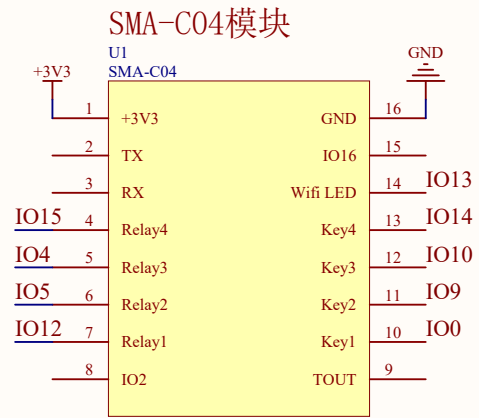 SMA-C04模块
U1
SMA-C04
+3V3
GND
1 +3V3 GND 16
2 TX IO16 15
3 RX Wifi LED 14 IO13
IO15 4 Relay4 Key4 13 IO14
IO4 5 Relay3 Key3 12 IO10
IO5 6 Relay2 Key2 11 IO9
IO12 7 Relay1 Key1 10 IO0
8 IO2 TOUT 9